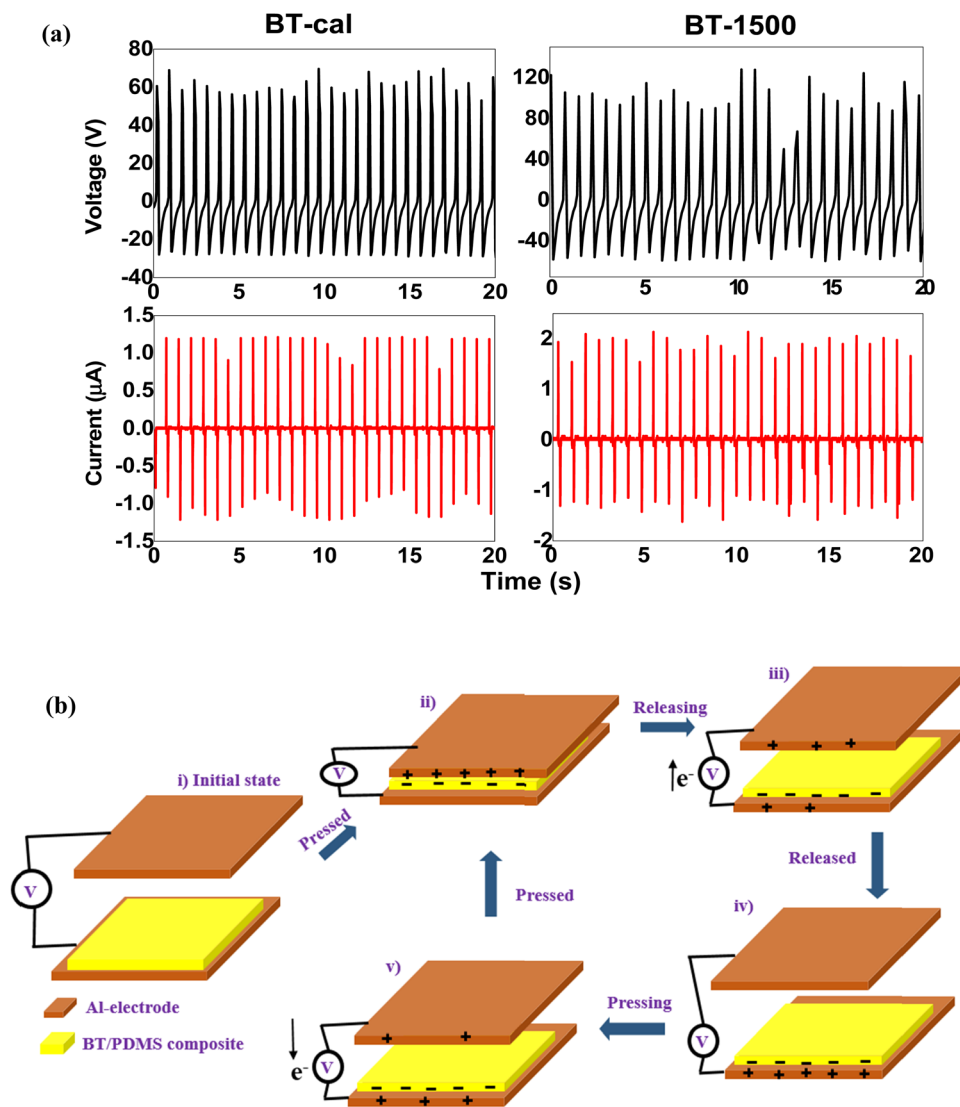 (a)
BT-cal
BT-1500
80
60
40
20
0
-20
-40
Voltage (V)
0 5 10 15 20
120
80
40
0
-40
0 5 10 15 20
1.5
1.0
0.5
0.0
-0.5
-1.0
-1.5
Current (μA)
0 5 10 15 20
2
1
0
-1
-2
0 5 10 15 20
Time (s)
(b)
i) Initial state
V
Pressed
ii)
V
+ + + + +
- - - - -
Releasing
iii)
V
e-
+ + +
- - - - -
+ +
Released
iv)
V
- - - - -
+ + + + +
Pressing
v)
V
e-
+ +
- - - - -
+ + +
Pressed
Al-electrode
BT/PDMS composite